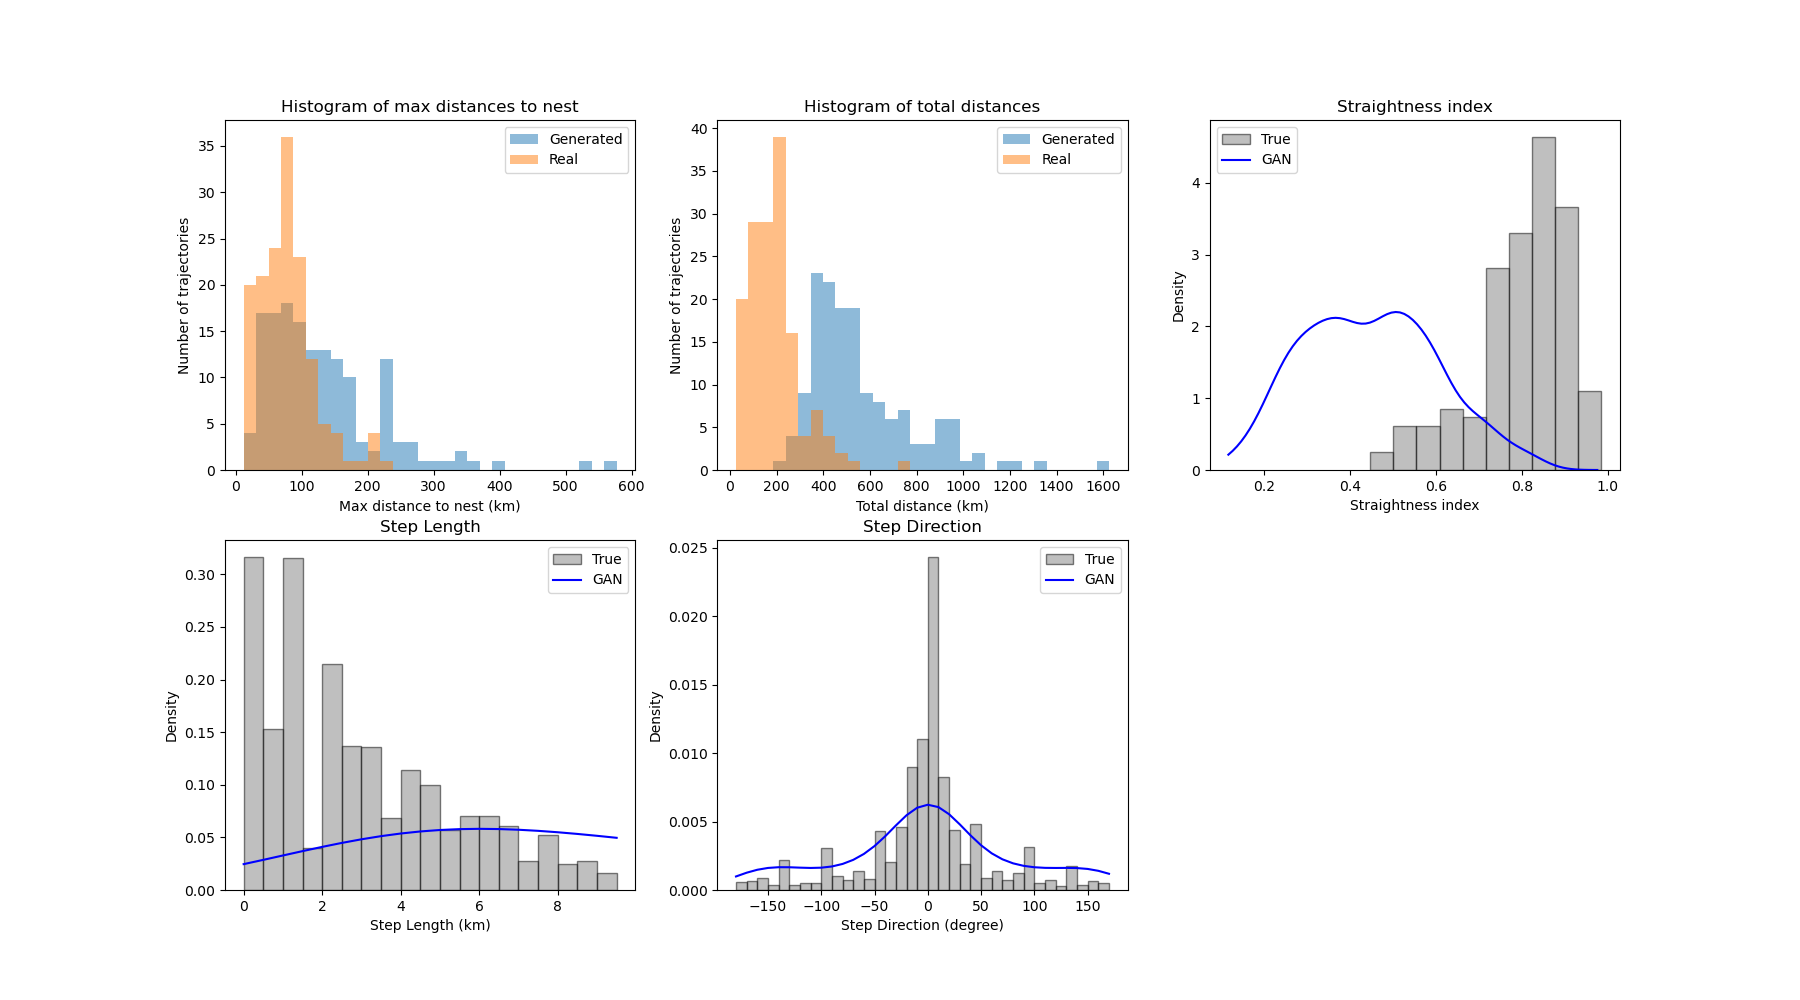 Histogram of max distances to nest
Generated
Real
35
30
25
20
15
10
5
0
Number of trajectories
0 100 200 300 400 500 600
Max distance to nest (km)
Histogram of total distances
Generated
Real
40
35
30
25
20
15
10
5
0
Number of trajectories
0 200 400 600 800 1000 1200 1400 1600
Total distance (km)
Straightness index
True
GAN
4
3
2
1
0
Density
0.2 0.4 0.6 0.8 1.0
Straightness index
Step Length
True
GAN
0.30
0.25
0.20
0.15
0.10
0.05
0.00
Density
0 2 4 6 8
Step Length (km)
Step Direction
True
GAN
0.025
0.020
0.015
0.010
0.005
0.000
Density
−150 −100 −50 0 50 100 150
Step Direction (degree)